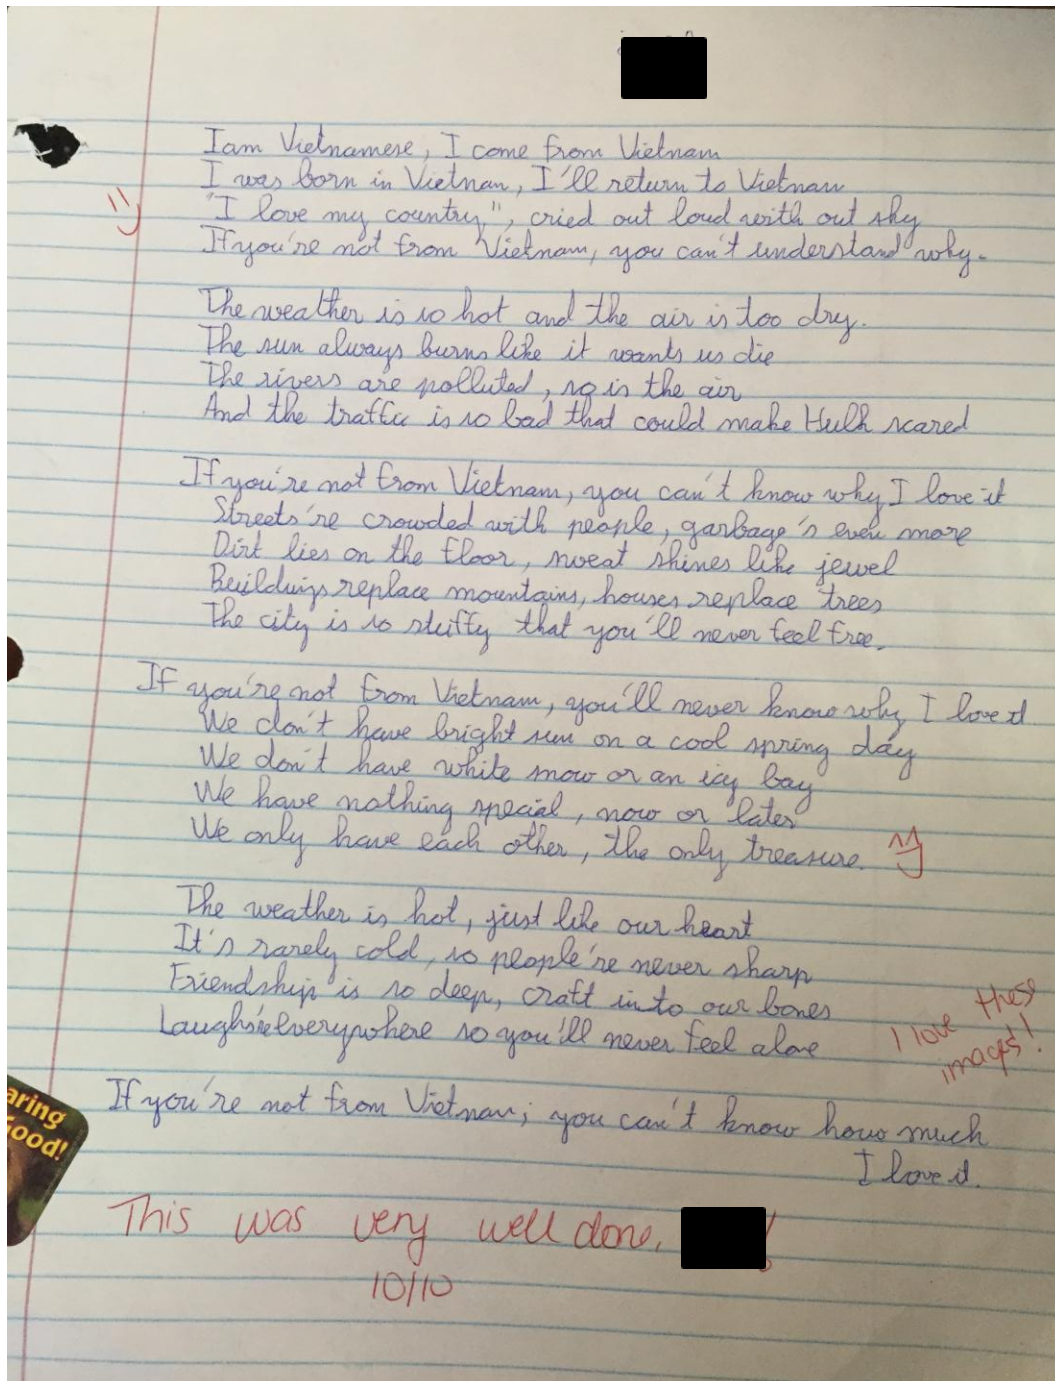 I am Vietnamese, I come from Vietnam
I was born in Vietnam, I'll return to Vietnam
"I love my country", cried out loud with out shy
If you're not from Vietnam, you can't understand why.
The weather is so hot and the air is too dry.
The sun always burns like it wants us die
The rivers are polluted, so is the air
And the traffic is so bad that could make Hulk scared
If you're not from Vietnam, you can't know why I love it
Streets're crowded with people, garbage's even more
Dirt lies on the floor, sweat shines like jewel
Buildings replace mountains, houses replace trees
The city is so stuffy that you'll never feel free.
If you're not from Vietnam, you'll never know why I love it
We don't have bright sun on a cool spring day
We don't have white snow or an icy bay
We have nothing special, now or later
We only have each other, the only treasure.
The weather is hot, just like our heart
It's rarely cold, so people're never sharp
Friendship is so deep, craft in to our bones
everywhere so you'll never feel alone
I love these
images!
If you're not from Vietnam, you can't know how much
I love it.
aring
Good!
This was very well done, !
10/10